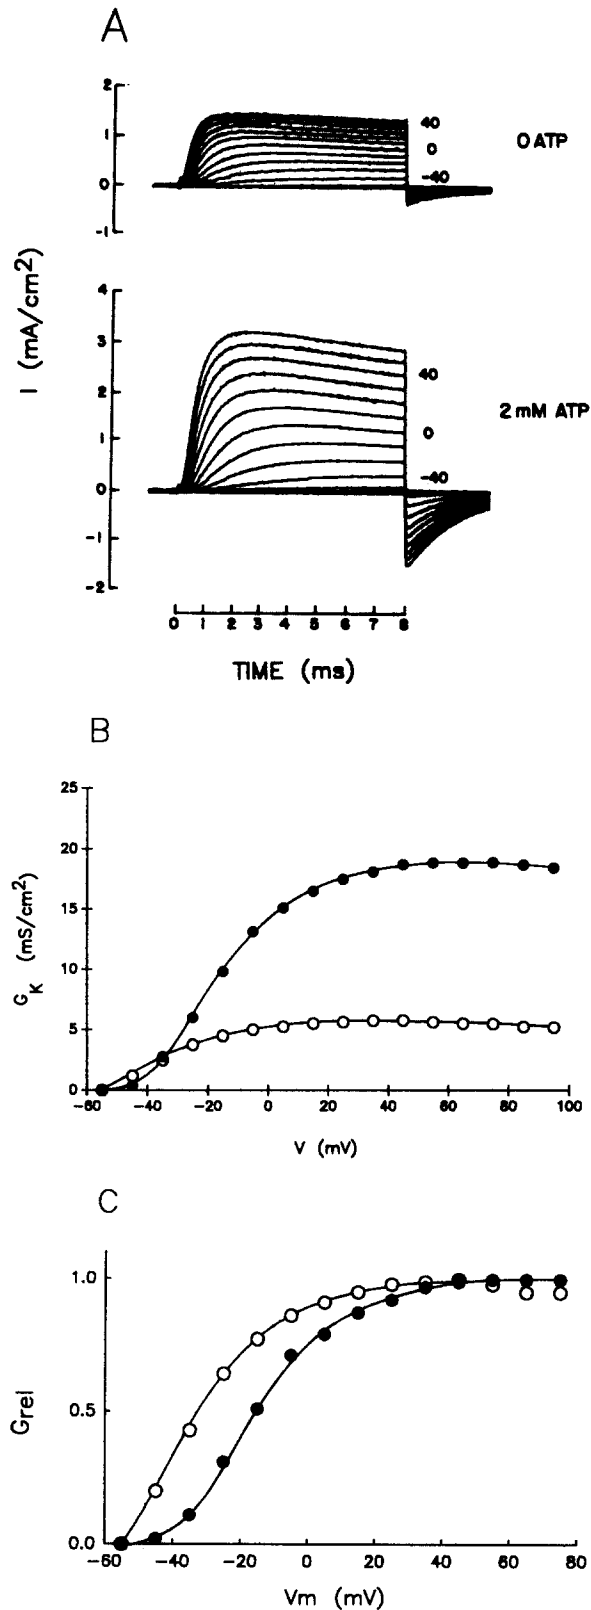 A
2
1
0
-1
40
0
-40
0 ATP
I (mA/cm2)
4
3
2
1
0
-1
-2
40
0
-40
2 mM ATP
0 1 2 3 4 5 6 7 8
TIME (ms)
B
25
20
15
10
5
0
GK (mS/cm2)
-60 -40 -20 0 20 40 60 80 100
V (mV)
C
1.0
0.5
0.0
Grel
-60 -40 -20 0 20 40 60 80
Vm (mV)